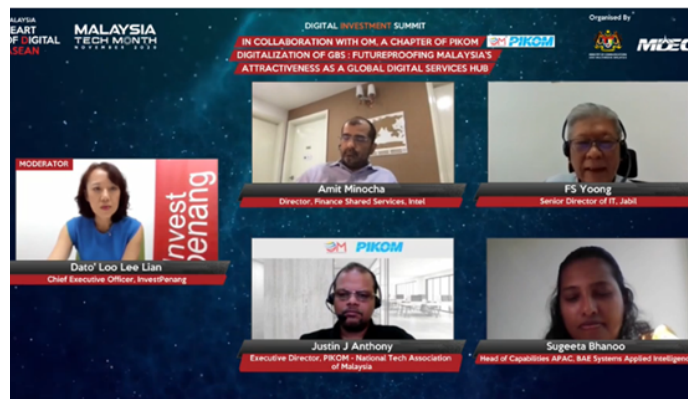 ALAYSIA
EART
OF DIGITAL
ASEAN
MALAYSIA
TECH MONTH
NOVEMBER 2020
DIGITAL INVESTMENT SUMMIT
IN COLLABORATION WITH OM, A CHAPTER OF PIKOM
OM PIKOM
DIGITALIZATION OF GBS : FUTUREPROOFING MALAYSIA'S
ATTRACTIVENESS AS A GLOBAL DIGITAL SERVICES HUB
Organised By
MDEC
MODERATOR
Invest
Penang
Dato' Loo Lee Lian
Chief Executive Officer, InvestPenang
Amit Minocha
Director, Finance Shared Services, Intel
FS Yoong
Senior Director of IT, Jabil
OM PIKOM
Justin J Anthony
Executive Director, PIKOM - National Tech Association
of Malaysia
Sugeeta Bhanoo
Head of Capabilities APAC, BAE Systems Applied Intelligenc